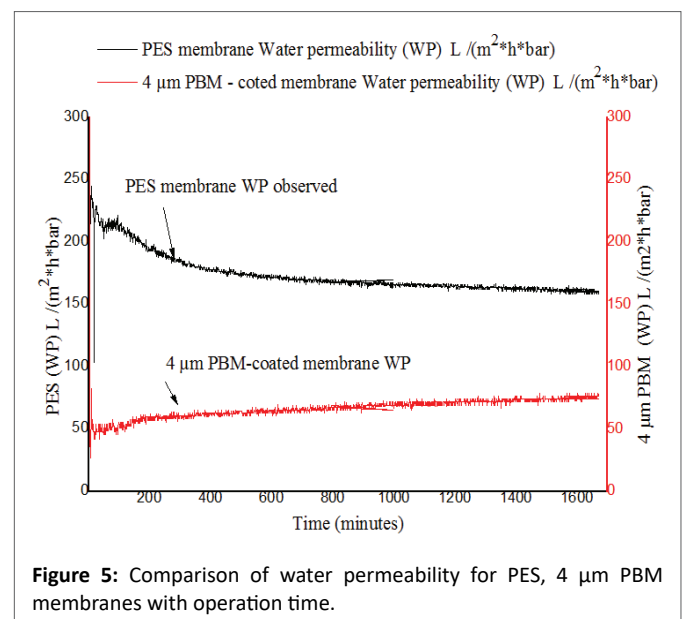 PES membrane Water permeability (WP) L /(m²*h*bar)
4 µm PBM - coted membrane Water permeability (WP) L /(m²*h*bar)
300
250
200
150
100
50
0
PES (WP) L /(m²*h*bar)
PES membrane WP observed
4 µm PBM-coated membrane WP
300
250
200
150
100
50
0
4 µm PBM (WP) L /(m2*h*bar)
200 400 600 800 1000 1200 1400 1600
Time (minutes)
Figure 5: Comparison of water permeability for PES, 4 µm PBM
membranes with operation time.